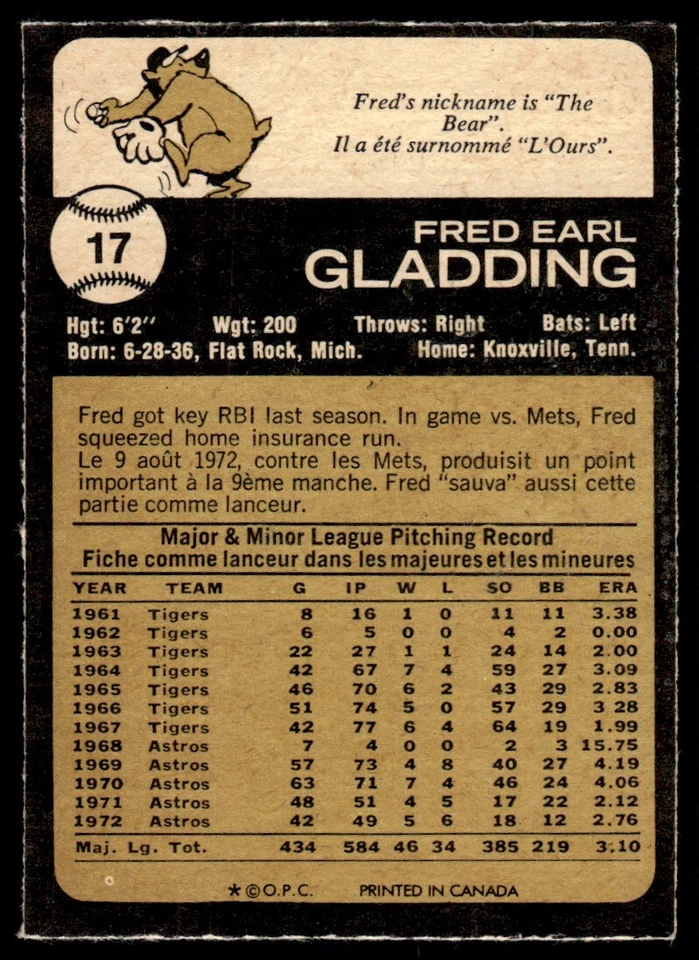 Fred's nickname is "The
Bear".
Il a été surnommé "L'Ours".
17
FRED EARL
GLADDING
Hgt: 6'2" Wgt: 200 Throws: Right Bats: Left
Born: 6-28-36, Flat Rock, Mich. Home: Knoxville, Tenn.
Fred got key RBI last season. In game vs. Mets, Fred
squeezed home insurance run.
Le 9 août 1972, contre les Mets, produisit un point
important à la 9ème manche. Fred "sauva" aussi cette
partie comme lanceur.
Major & Minor League Pitching Record
Fiche comme lanceur dans les majeures et les mineures
YEAR TEAM G IP W L SO BB ERA
1961 Tigers 8 16 1 0 11 11 3.38
1962 Tigers 6 5 0 0 4 2 0.00
1963 Tigers 22 27 1 1 24 14 2.00
1964 Tigers 42 67 7 4 59 27 3.09
1965 Tigers 46 70 6 2 43 29 2.83
1966 Tigers 51 74 5 0 57 29 3 28
1967 Tigers 42 77 6 4 64 19 1.99
1968 Astros 7 4 0 0 2 3 15.75
1969 Astros 57 73 4 8 40 27 4.19
1970 Astros 63 71 7 4 46 24 4.06
1971 Astros 48 51 4 5 17 22 2.12
1972 Astros 42 49 5 6 18 12 2.76
Maj. Lg. Tot. 434 584 46 34 385 219 3.10
* © O.P.C. PRINTED IN CANADA